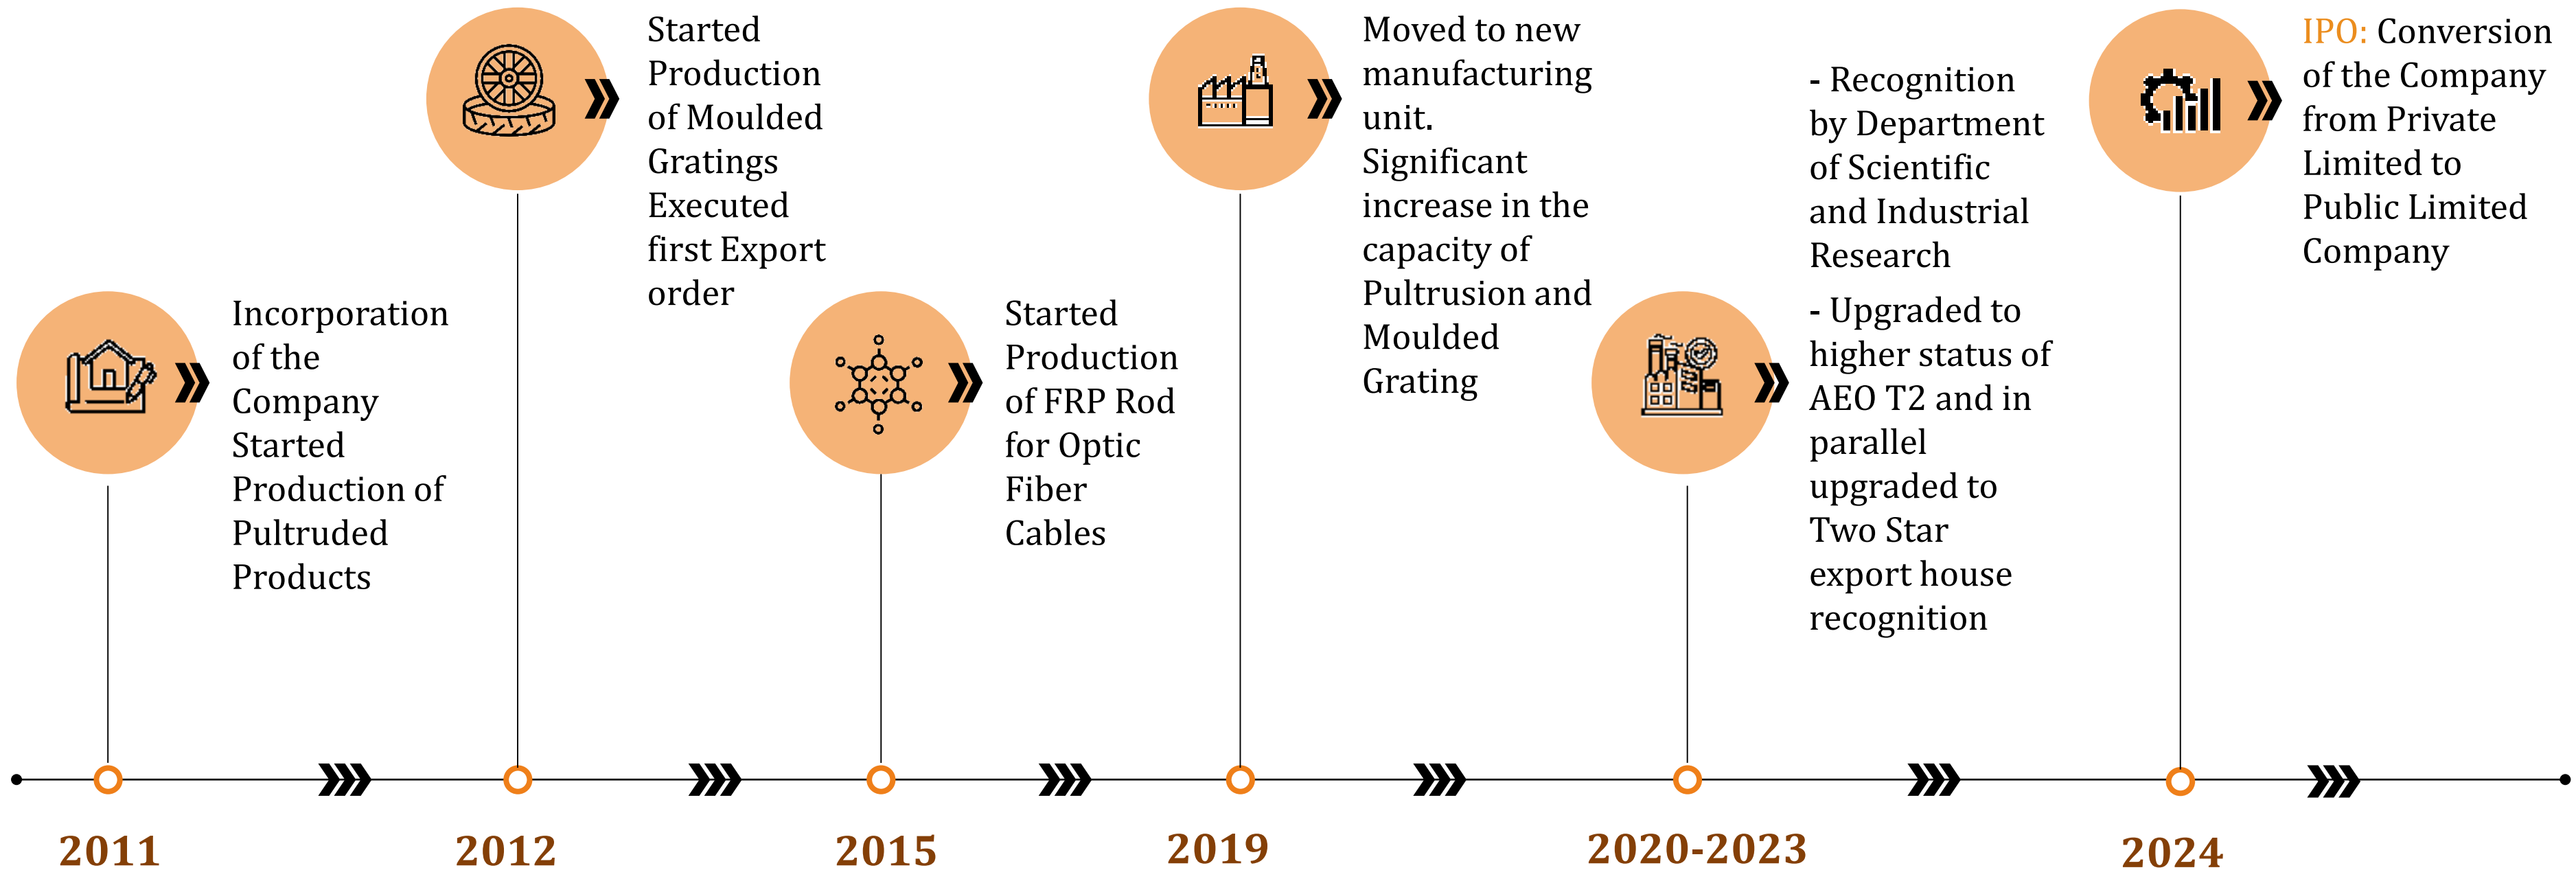 Incorporation
of the
Company
Started
Production of
Pultruded
Products
2011
Started
Production
of Moulded
Gratings
Executed
first Export
order
2012
Started
Production
of FRP Rod
for Optic
Fiber
Cables
2015
Moved to new
manufacturing
unit.
Significant
increase in the
capacity of
Pultrusion and
Moulded
Grating
2019
- Recognition
by Department
of Scientific
and Industrial
Research
- Upgraded to
higher status of
AEO T2 and in
parallel
upgraded to
Two Star
export house
recognition
2020-2023
IPO: Conversion
of the Company
from Private
Limited to
Public Limited
Company
2024